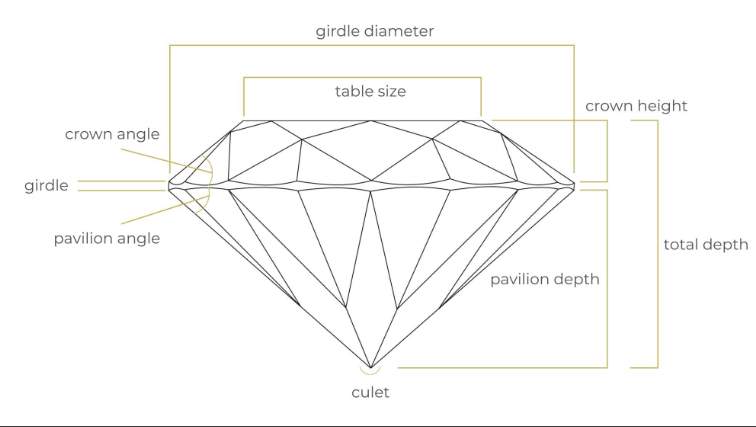 girdle diameter
table size
crown height
crown angle
girdle
pavilion angle
total depth
pavilion depth
culet